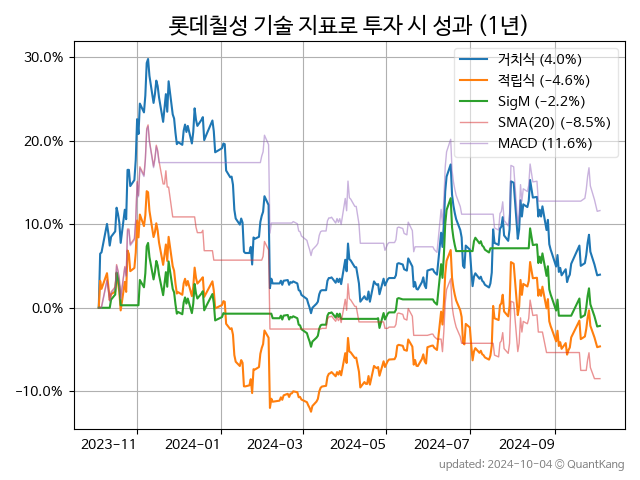 롯데칠성 기술 지표로 투자 시 성과 (1년)
거치식 (4.0%)
적립식 (−4.6%)
SigM (−2.2%)
SMA(20) (−8.5%)
MACD (11.6%)
30.0%
20.0%
10.0%
0.0%
−10.0%
2023-11
2024-01
2024-03
2024-05
2024-07
2024-09
updated: 2024-10-04 © QuantKang